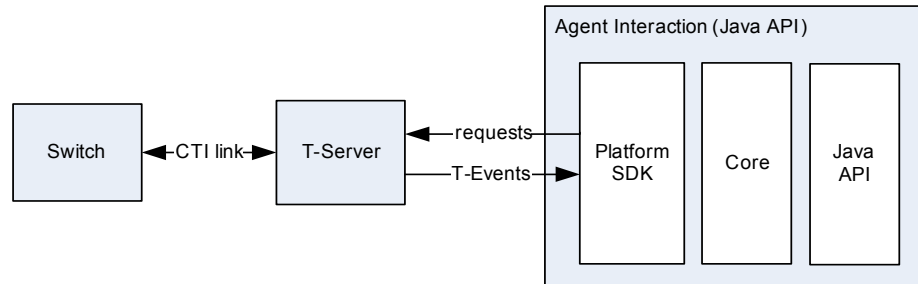 Agent Interaction (Java API)
Switch
CTI link
T-Server
requests
T-Events
Platform
SDK
Core
Java
API